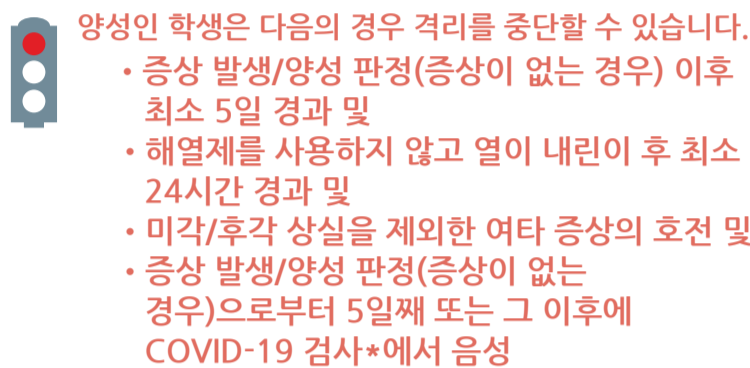 양성인 학생은 다음의 경우 격리를 중단할 수 있습니다.
• 증상 발생/양성 판정(증상이 없는 경우) 이후
최소 5일 경과 및
• 해열제를 사용하지 않고 열이 내린이 후 최소
24시간 경과 및
• 미각/후각 상실을 제외한 여타 증상의 호전 및
• 증상 발생/양성 판정(증상이 없는
경우)으로부터 5일째 또는 그 이후에
COVID-19 검사*에서 음성